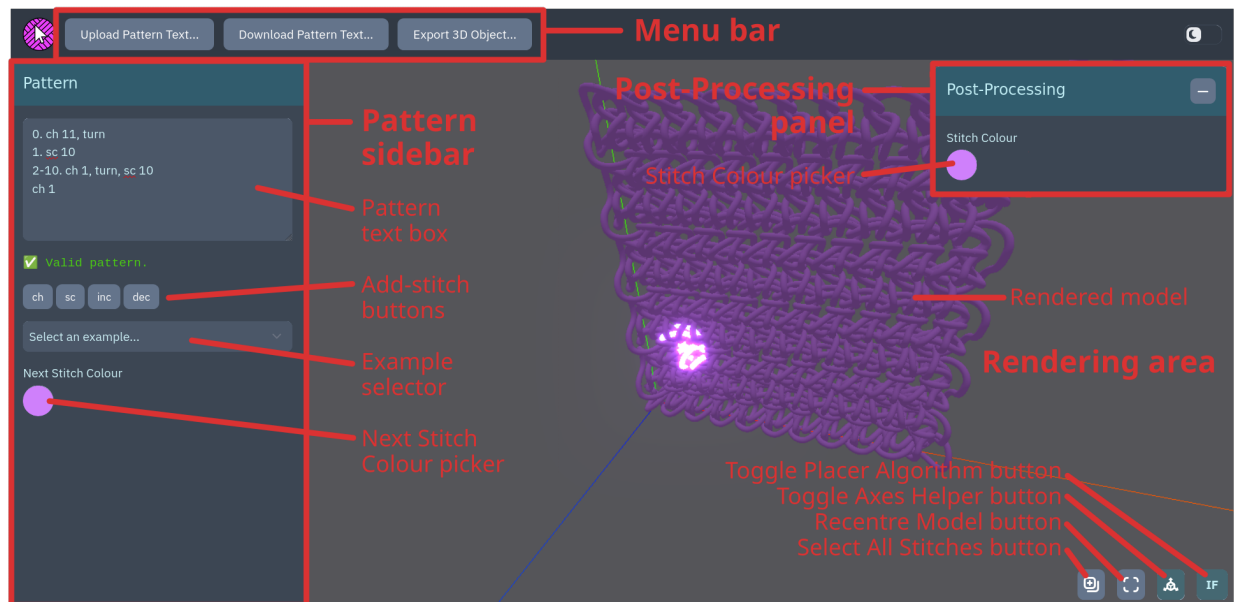 Upload Pattern Text...
Download Pattern Text...
Export 3D Object...
Menu bar
Pattern
0. ch 11, turn
1. sc 10
2-10. ch 1, turn, sc 10
ch 1
✅ Valid pattern.
ch
sc
inc
dec
Select an example...
Next Stitch Colour
Pattern
sidebar
Pattern
text box
Add-stitch
buttons
Example
selector
Next Stitch
Colour picker
Post-Processing
panel
Stitch Colour picker
Post-Processing
Stitch Colour
Rendered model
Rendering area
Toggle Placer Algorithm button
Toggle Axes Helper button
Recentre Model button
Select All Stitches button
IF